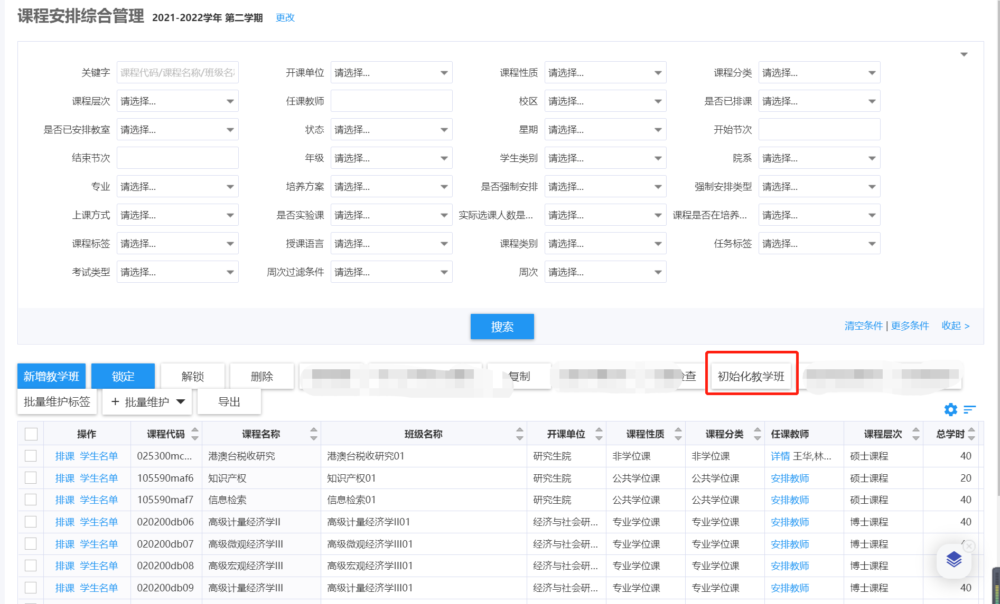 课程安排综合管理 2021-2022学年 第二学期 更改
关键字 课程代码/课程名称/班级名称 开课单位 请选择... 课程性质 请选择... 课程分类 请选择...
课程层次 请选择... 任课教师 校区 请选择... 是否已排课 请选择...
是否已安排教室 请选择... 状态 请选择... 星期 请选择... 开始节次
结束节次 年级 请选择... 学生类别 请选择... 院系 请选择...
专业 请选择... 培养方案 请选择... 是否强制安排 请选择... 强制安排类型 请选择...
上课方式 请选择... 是否实验课 请选择... 实际选课人数是... 请选择... 课程是否在培养... 请选择...
课程标签 请选择... 授课语言 请选择... 课程类别 请选择... 任务标签 请选择...
考试类型 请选择... 周次过滤条件 请选择... 周次 请选择...
搜索 清空条件 | 更多条件 收起 >
新增教学班 锁定 解锁 删除 复制 检查 初始化教学班
批量维护标签 + 批量维护 导出
操作 课程代码 课程名称 班级名称 开课单位 课程性质 课程分类 任课教师 课程层次 总学时
排课 学生名单 025300mc... 港澳台税收研究 港澳台税收研究01 研究生院 非学位课 非学位课 详情 王华,林... 硕士课程 40
排课 学生名单 105590maf6 知识产权 知识产权01 研究生院 公共学位课 公共学位课 安排教师 硕士课程 20
排课 学生名单 105590maf7 信息检索 信息检索01 研究生院 公共学位课 公共学位课 安排教师 硕士课程 40
排课 学生名单 020200db06 高级计量经济学II 高级计量经济学II01 经济与社会研... 专业学位课 专业学位课 安排教师 博士课程 40
排课 学生名单 020200db07 高级微观经济学III 高级微观经济学III01 经济与社会研... 专业学位课 专业学位课 安排教师 博士课程
排课 学生名单 020200db08 高级宏观经济学III 高级宏观经济学III01 经济与社会研... 专业学位课 专业学位课 安排教师 博士课程
排课 学生名单 020200db09 高级计量经济学III 高级计量经济学III01 经济与社会研... 专业学位课 专业学位课 安排教师 博士课程 40